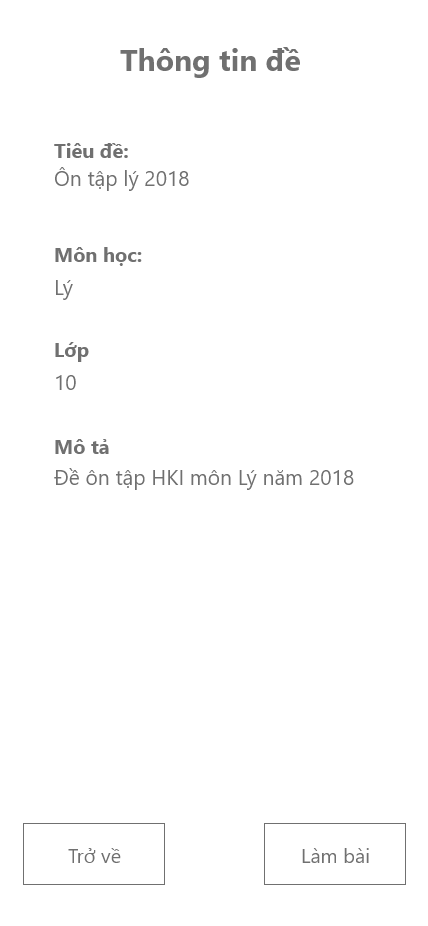 Thông tin đề
Tiêu đề:
Ôn tập lý 2018
Môn học:
Lý
Lớp
10
Mô tả
Đề ôn tập HKI môn Lý năm 2018
Trở về
Làm bài